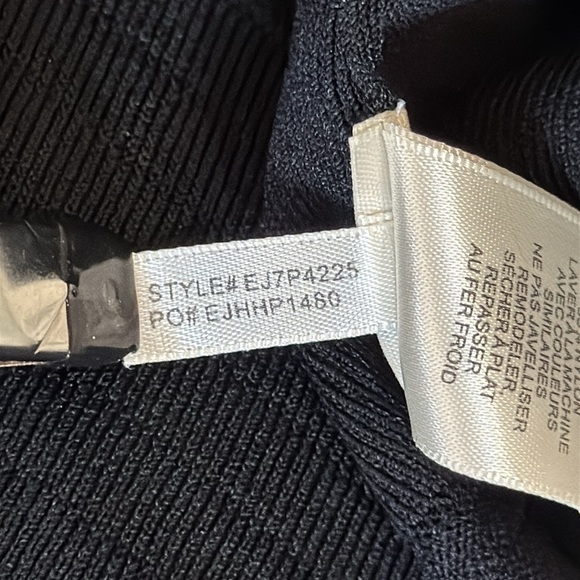 STYLE# EJ7P4225
PO# EJHHP1480
LAVER À LA MACHINE
AVEC COULEURS
SIMILAIRES
NE PAS JAVELLISER
REMODELER
SÉCHER À PLAT
REPASSER
AU FER FROID